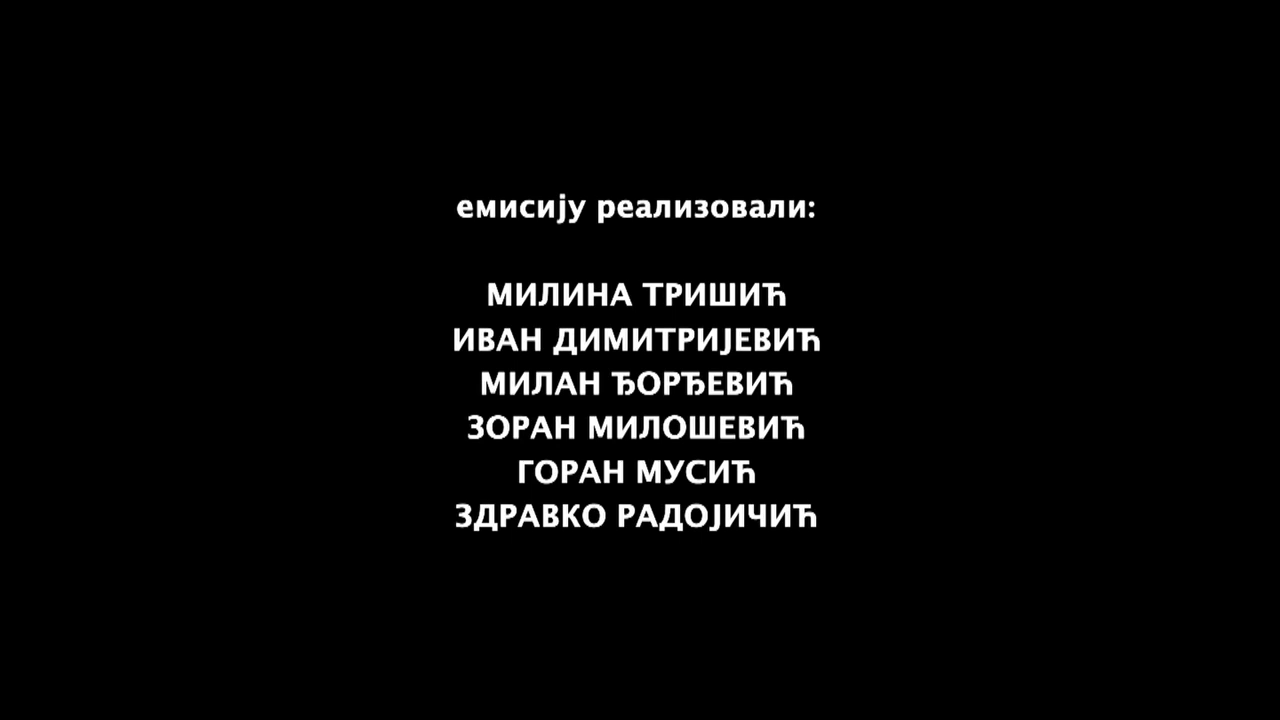 емисију реализовали:
МИЛИНА ТРИШИЋ
ИВАН ДИМИТРИЈЕВИЋ
МИЛАН ЂОРЂЕВИЋ
ЗОРАН МИЛОШЕВИЋ
ГОРАН МУСИЋ
ЗДРАВКО РАДОЈИЧИЋ